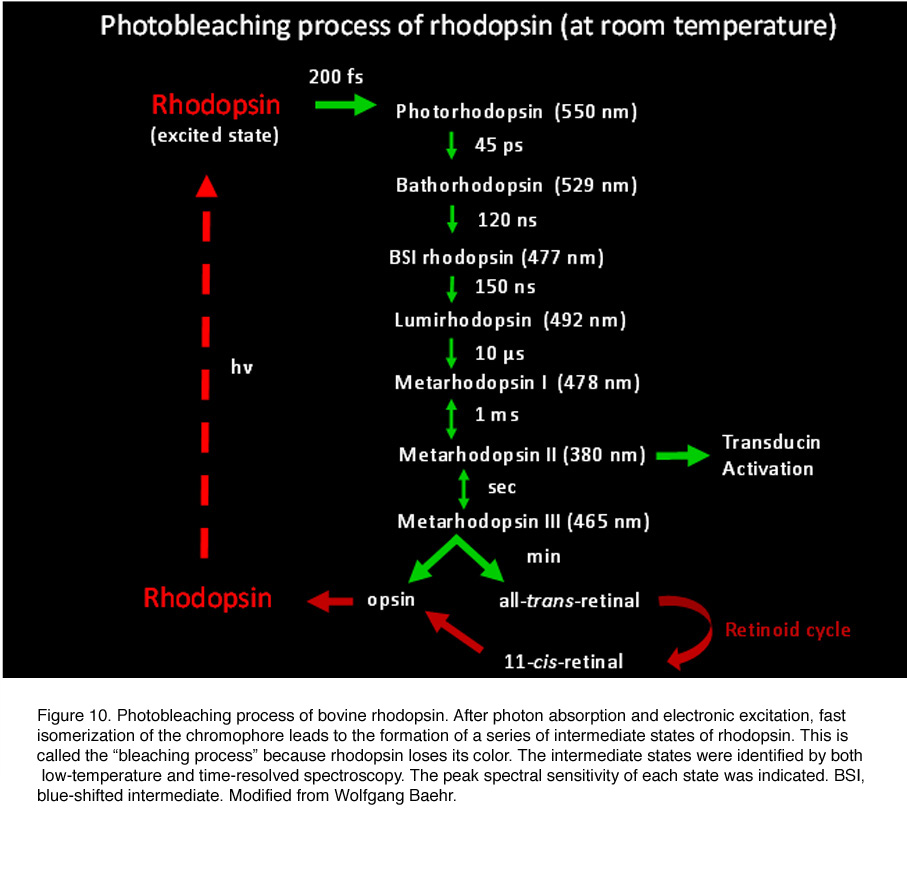 Photobleaching process of rhodopsin (at room temperature)
200 fs
Rhodopsin
(excited state)
Photorhodopsin (550 nm)
45 ps
Bathorhodopsin (529 nm)
120 ns
BSI rhodopsin (477 nm)
150 ns
Lumirhodopsin (492 nm)
10 µs
hν
Metarhodopsin I (478 nm)
1 ms
Metarhodopsin II (380 nm)
Transducin
Activation
sec
Metarhodopsin III (465 nm)
min
Rhodopsin
opsin
all-trans-retinal
Retinoid cycle
11-cis-retinal
Figure 10. Photobleaching process of bovine rhodopsin. After photon absorption and electronic excitation, fast
isomerization of the chromophore leads to the formation of a series of intermediate states of rhodopsin. This is
called the “bleaching process” because rhodopsin loses its color. The intermediate states were identified by both
low-temperature and time-resolved spectroscopy. The peak spectral sensitivity of each state was indicated. BSI,
blue-shifted intermediate. Modified from Wolfgang Baehr.